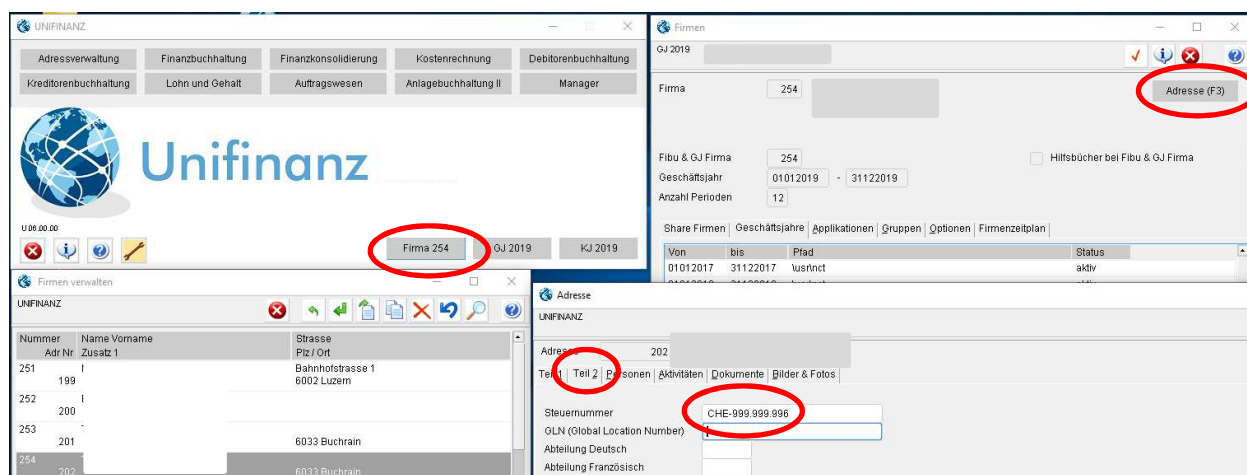 UNIFINANZ
Adressverwaltung Finanzbuchhaltung Finanzkonsolidierung Kostenrechnung Debitorenbuchhaltung
Kreditorenbuchhaltung Lohn und Gehalt Auftragswesen Anlagebuchhaltung II Manager
Unifinanz
U 06.00.00
Firma 254 GJ 2019 KJ 2019
Firmen
GJ 2019
Firma 254
Adresse (F3)
Fibu & GJ Firma 254 Hilfsbücher bei Fibu & GJ Firma
Geschäftsjahr 01012019 - 31122019
Anzahl Perioden 12
Share Firmen Geschäftsjahre Applikationen Gruppen Optionen Firmenzeitplan
Von bis Pfad Status
01012017 31122017 \usr\nct aktiv
Firmen verwalten
UNIFINANZ
Nummer Name Vorname Strasse
Adr Nr Zusatz 1 Plz / Ort
251 Bahnhofstrasse 1
199 6002 Luzern
252
200
253
201 6033 Buchrain
254
202 6033 Buchrain
Adresse
UNIFINANZ
Adresse 202
Teil 1 Teil 2 Personen Aktivitäten Dokumente Bilder & Fotos
Steuernummer CHE-999.999.996
GLN (Global Location Number)
Abteilung Deutsch
Abteilung Französisch